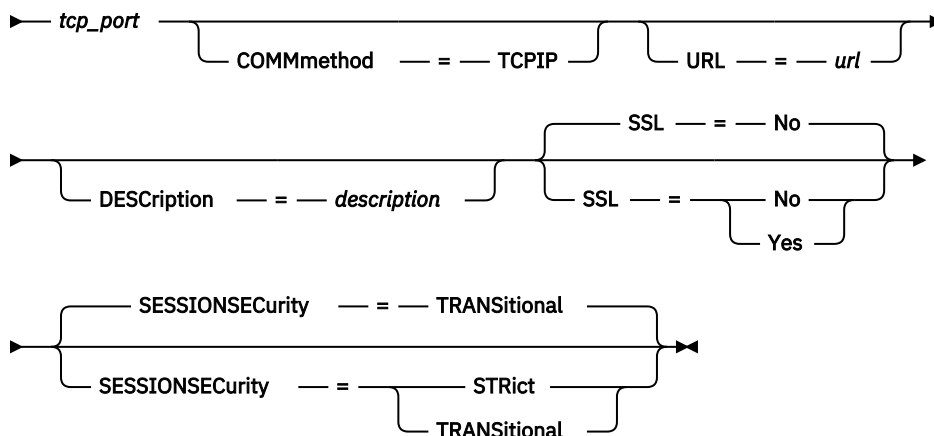 tcp_port
COMMmethod = TCPIP URL = url
SSL = No
DESCription = description SSL = No
Yes
SESSIONSECurity = TRANSitional
SESSIONSECurity = STRict
TRANSitional